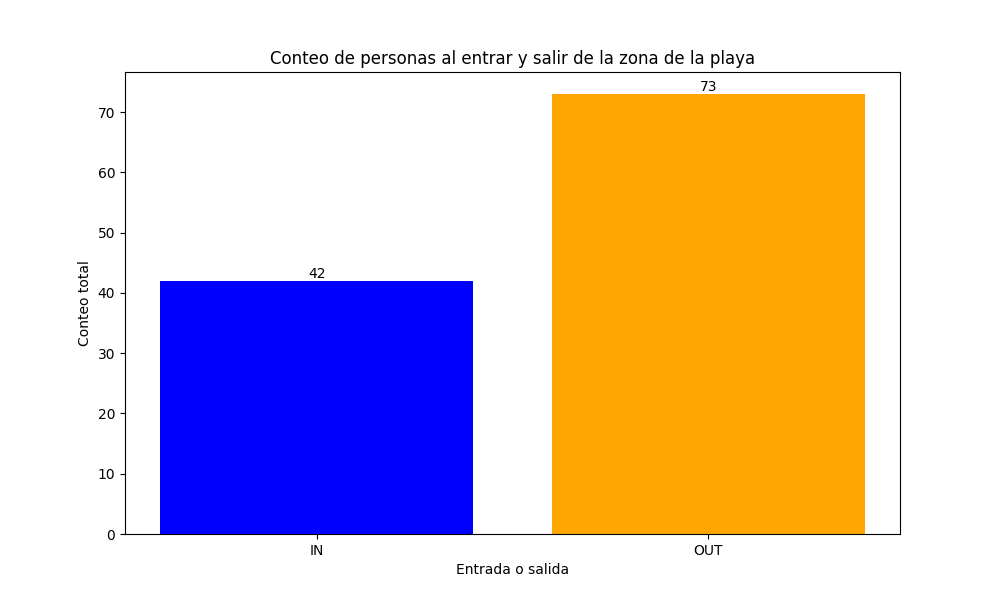 Conteo de personas al entrar y salir de la zona de la playa
73
70
60
50
42
40
30
20
10
0
Conteo total
IN
OUT
Entrada o salida